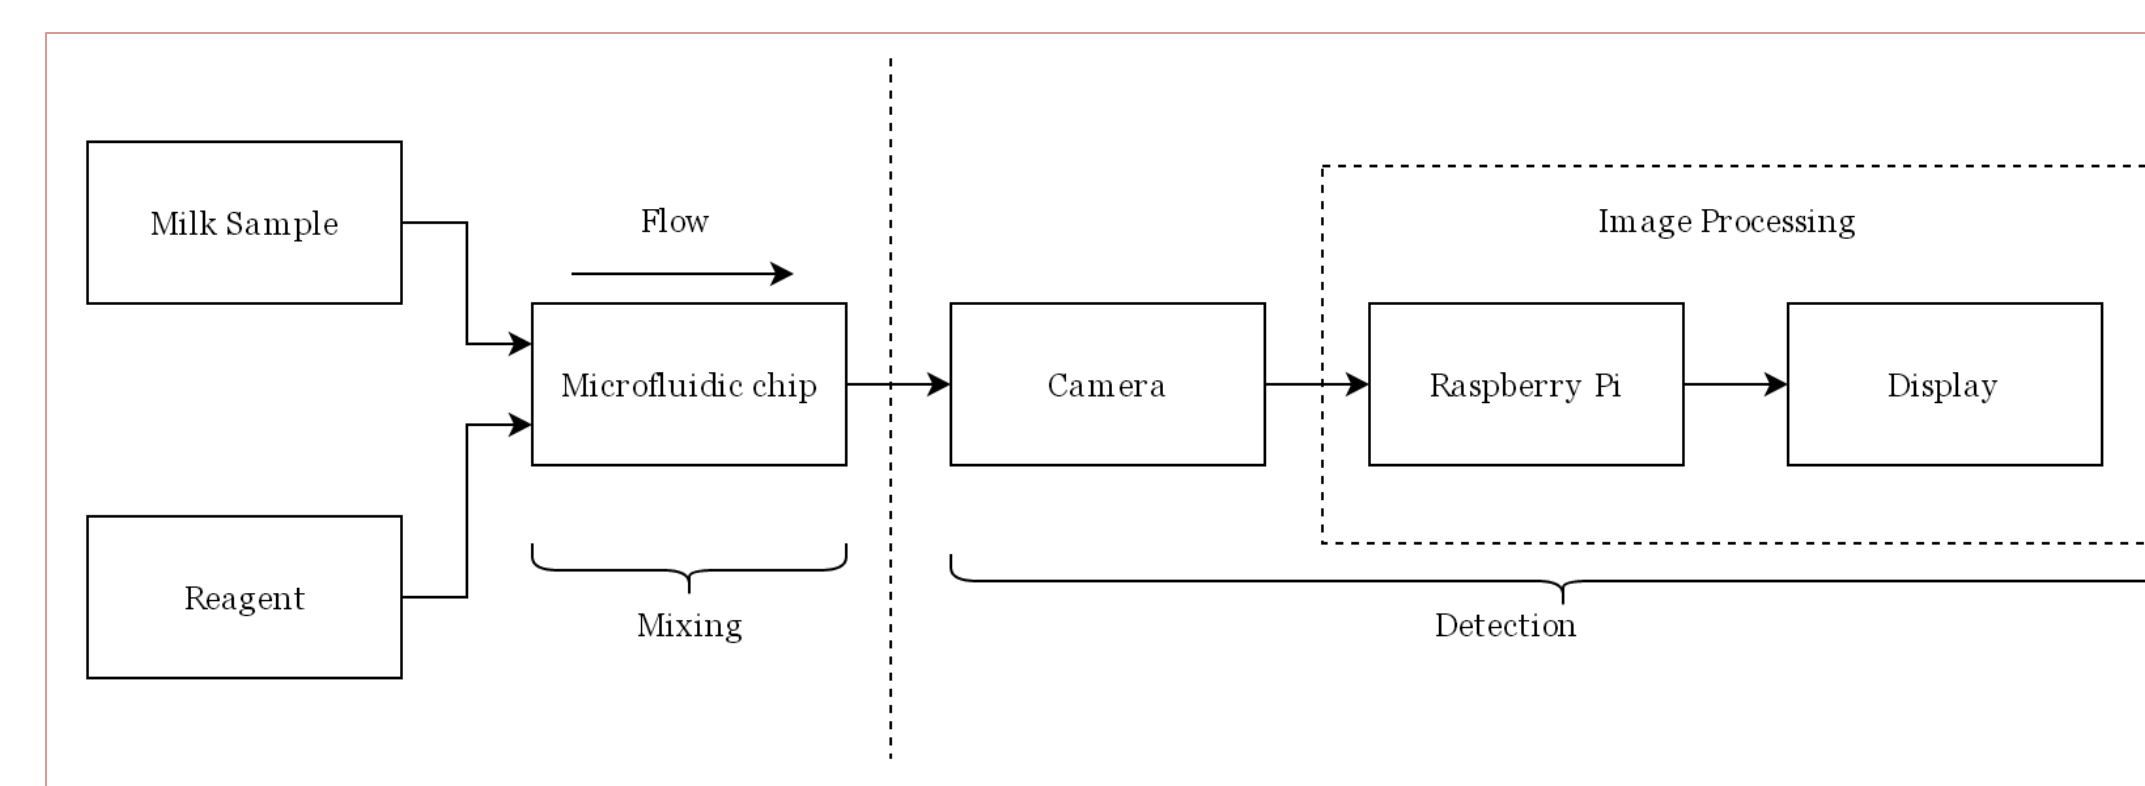 Milk Sample
Flow
Image Processing
Microfluidic chip
Camera
Raspberry Pi
Display
Reagent
Mixing
Detection